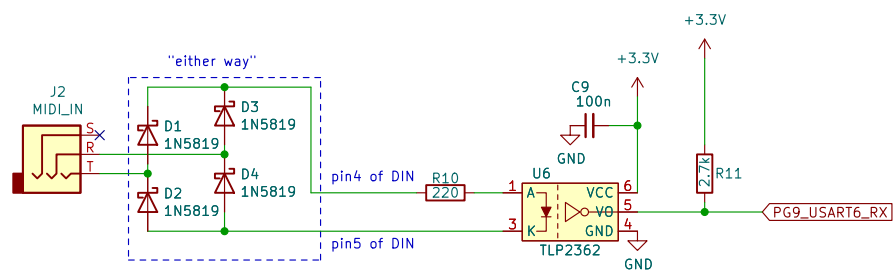 +3.3V
"either way"
+3.3V
J2
MIDI_IN
C9
100n
D3
1N5819
D1
1N5819
S
R
T
GND
D4
1N5819
pin4 of DIN
R10
220
U6
2.7k
R11
D2
1N5819
1
A
VCC
6
VO
5
PG9_USART6_RX
3
K
GND
4
pin5 of DIN
TLP2362
GND